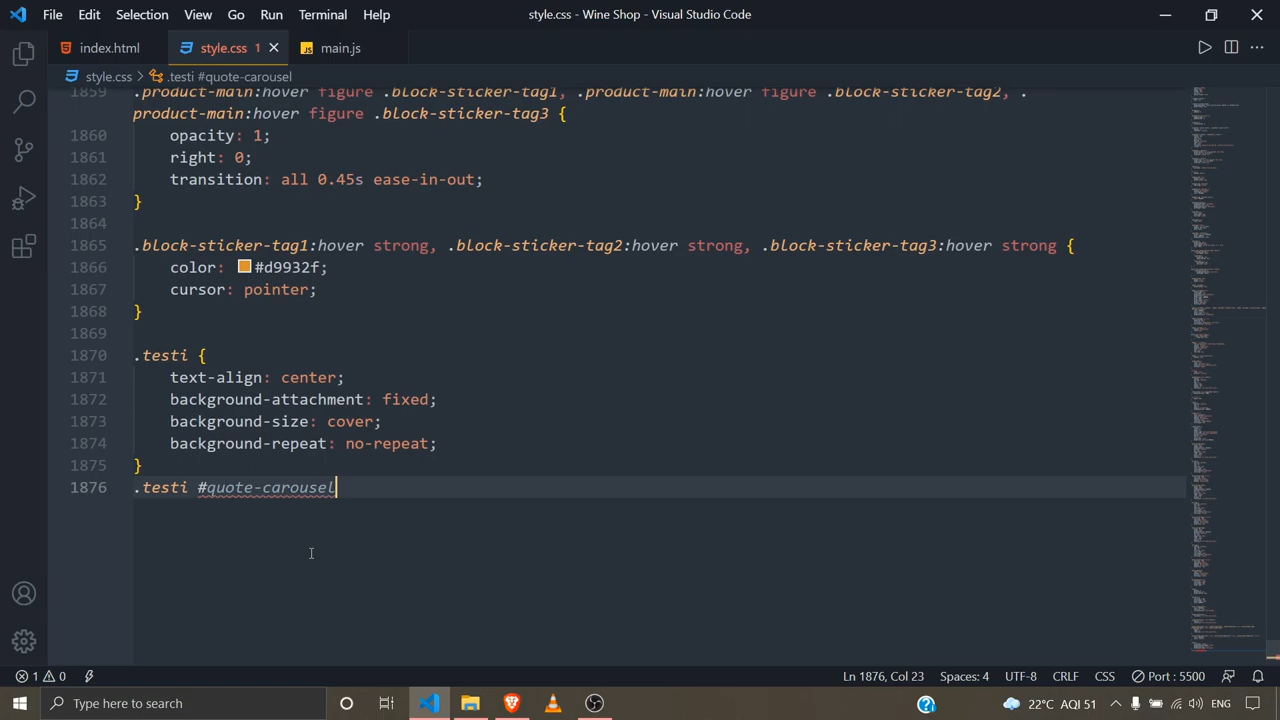 File Edit Selection View Go Run Terminal Help style.css - Wine Shop - Visual Studio Code
index.html style.css 1 main.js
style.css .testi #quote-carousel
1859 .product-main:hover figure .block-sticker-tag1, .product-main:hover figure .block-sticker-tag2, .
product-main:hover figure .block-sticker-tag3 {
1860 opacity: 1;
1861 right: 0;
1862 transition: all 0.45s ease-in-out;
1863 }
1864
1865 .block-sticker-tag1:hover strong, .block-sticker-tag2:hover strong, .block-sticker-tag3:hover strong {
1866 color: #d9932f;
1867 cursor: pointer;
1868 }
1869
1870 .testi {
1871 text-align: center;
1872 background-attachment: fixed;
1873 background-size: cover;
1874 background-repeat: no-repeat;
1875 }
1876 .testi #quote-carousel
1 0 Ln 1876, Col 23 Spaces: 4 UTF-8 CRLF CSS Port : 5500
Type here to search 22°C AQI 51 ENG